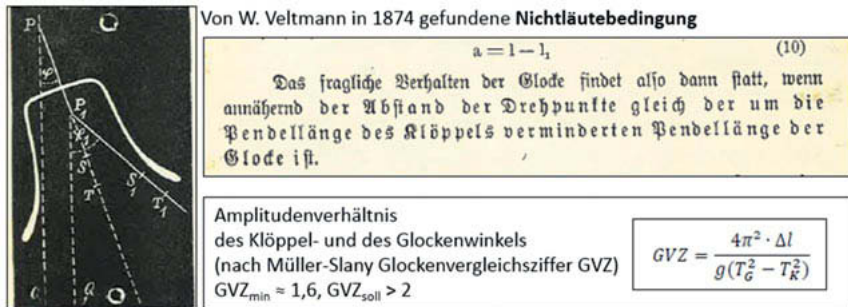 Von W. Veltmann in 1874 gefundene Nichtläutebedingung
P
φ
P₁
φ₁
S
T
S₁
T₁
a = l – l₁ (10)
Das fragliche Verhalten der Glocke findet also dann statt, wenn
annähernd der Abstand der Drehpunkte gleich der um die
Pendellänge des Klöppels verminderten Pendellänge der
Glocke ist.
Amplitudenverhältnis
des Klöppel- und des Glockenwinkels
(nach Müller-Slany Glockenvergleichsziffer GVZ)
GVZmin ≈ 1,6, GVZsoll > 2
GVZ = 4π² · Δl / g(T_G² – T_K²)